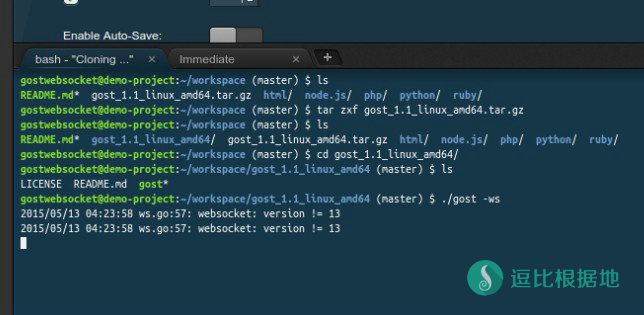 Enable Auto-Save:
bash - "Cloning ..." × Immediate × +
gostwebsocket@demo-project:~/workspace (master) $ ls
README.md* gost_1.1_linux_amd64.tar.gz html/ node.js/ php/ python/ ruby/
gostwebsocket@demo-project:~/workspace (master) $ tar zxf gost_1.1_linux_amd64.tar.gz
gostwebsocket@demo-project:~/workspace (master) $ ls
README.md* gost_1.1_linux_amd64/ gost_1.1_linux_amd64.tar.gz html/ node.js/ php/ python/ ruby/
gostwebsocket@demo-project:~/workspace (master) $ cd gost_1.1_linux_amd64/
gostwebsocket@demo-project:~/workspace/gost_1.1_linux_amd64 (master) $ ls
LICENSE README.md gost*
gostwebsocket@demo-project:~/workspace/gost_1.1_linux_amd64 (master) $ ./gost -ws
2015/05/13 04:23:58 ws.go:57: websocket: version != 13
2015/05/13 04:23:58 ws.go:57: websocket: version != 13
逗比根据地